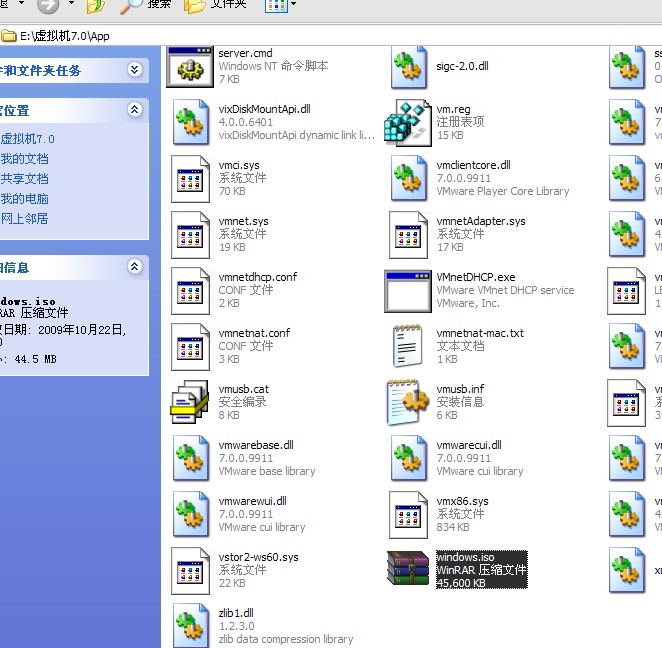 搜索
文件夹
E:\虚拟机7.0\App
和文件夹任务
位置
虚拟机7.0
我的文档
共享文档
我的电脑
网上邻居
信息
dows.iso
RAR 压缩文件
日期: 2009年10月22日,
: 44.5 MB
server.cmd
Windows NT 命令脚本
7 KB
sigc-2.0.dll
vixDiskMountApi.dll
4.0.0.6401
vixDiskMountApi dynamic link li...
vm.reg
注册表项
15 KB
vmci.sys
系统文件
70 KB
vmclientcore.dll
7.0.0.9911
VMware Player Core Library
vmnet.sys
系统文件
19 KB
vmnetAdapter.sys
系统文件
17 KB
vmnetdhcp.conf
CONF 文件
2 KB
VMnetDHCP.exe
VMware VMnet DHCP service
VMware, Inc.
vmnetnat.conf
CONF 文件
3 KB
vmnetnat-mac.txt
文本文档
1 KB
vmusb.cat
安全编录
8 KB
vmusb.inf
安装信息
6 KB
vmwarebase.dll
7.0.0.9911
VMware base library
vmwarecui.dll
7.0.0.9911
VMware cui library
vmwarewui.dll
7.0.0.9911
VMware cui library
vmx86.sys
系统文件
834 KB
vstor2-ws60.sys
系统文件
22 KB
windows.iso
WinRAR 压缩文件
45,600 KB
zlib1.dll
1.2.3.0
zlib data compression library